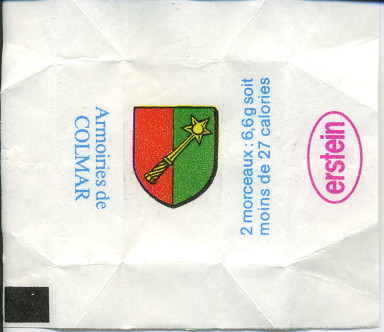 Armoiries de
COLMAR
2 morceaux : 6,6 g soit
moins de 27 calories
erstein